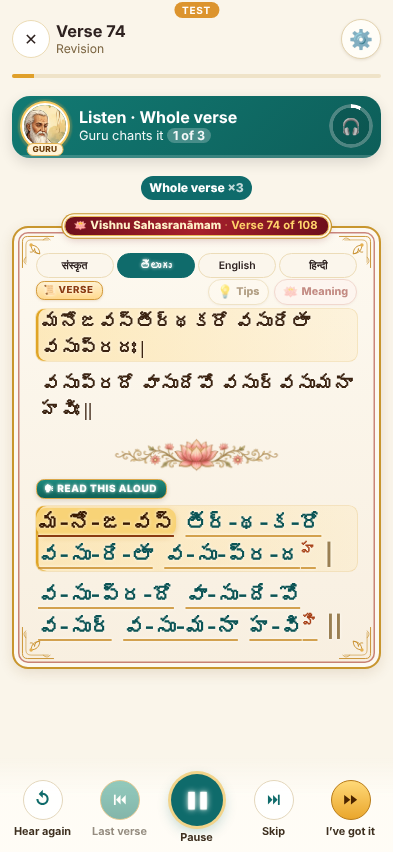 TEST
Verse 74
Revision
Listen · Whole verse
Guru chants it 1 of 3
GURU
Whole verse ×3
Vishnu Sahasranāmam · Verse 74 of 108
संस्कृत తెలుగు English हिन्दी
VERSE Tips Meaning
మనోజవస్తీర్థకరో వసురేతా
వసుప్రదః |
వసుప్రదో వాసుదేవో వసుర్వసుమనా
హవిః ||
READ THIS ALOUD
మ-నో-జ-వస్ తీర్-థ-క-రో
వ-సు-రే-తా వ-సు-ప్ర-దహ |
వ-సు-ప్ర-దో వా-సు-దే-వో
వ-సుర్ వ-సు-మ-నా హ-విహి ||
Hear again Last verse Pause Skip I've got it